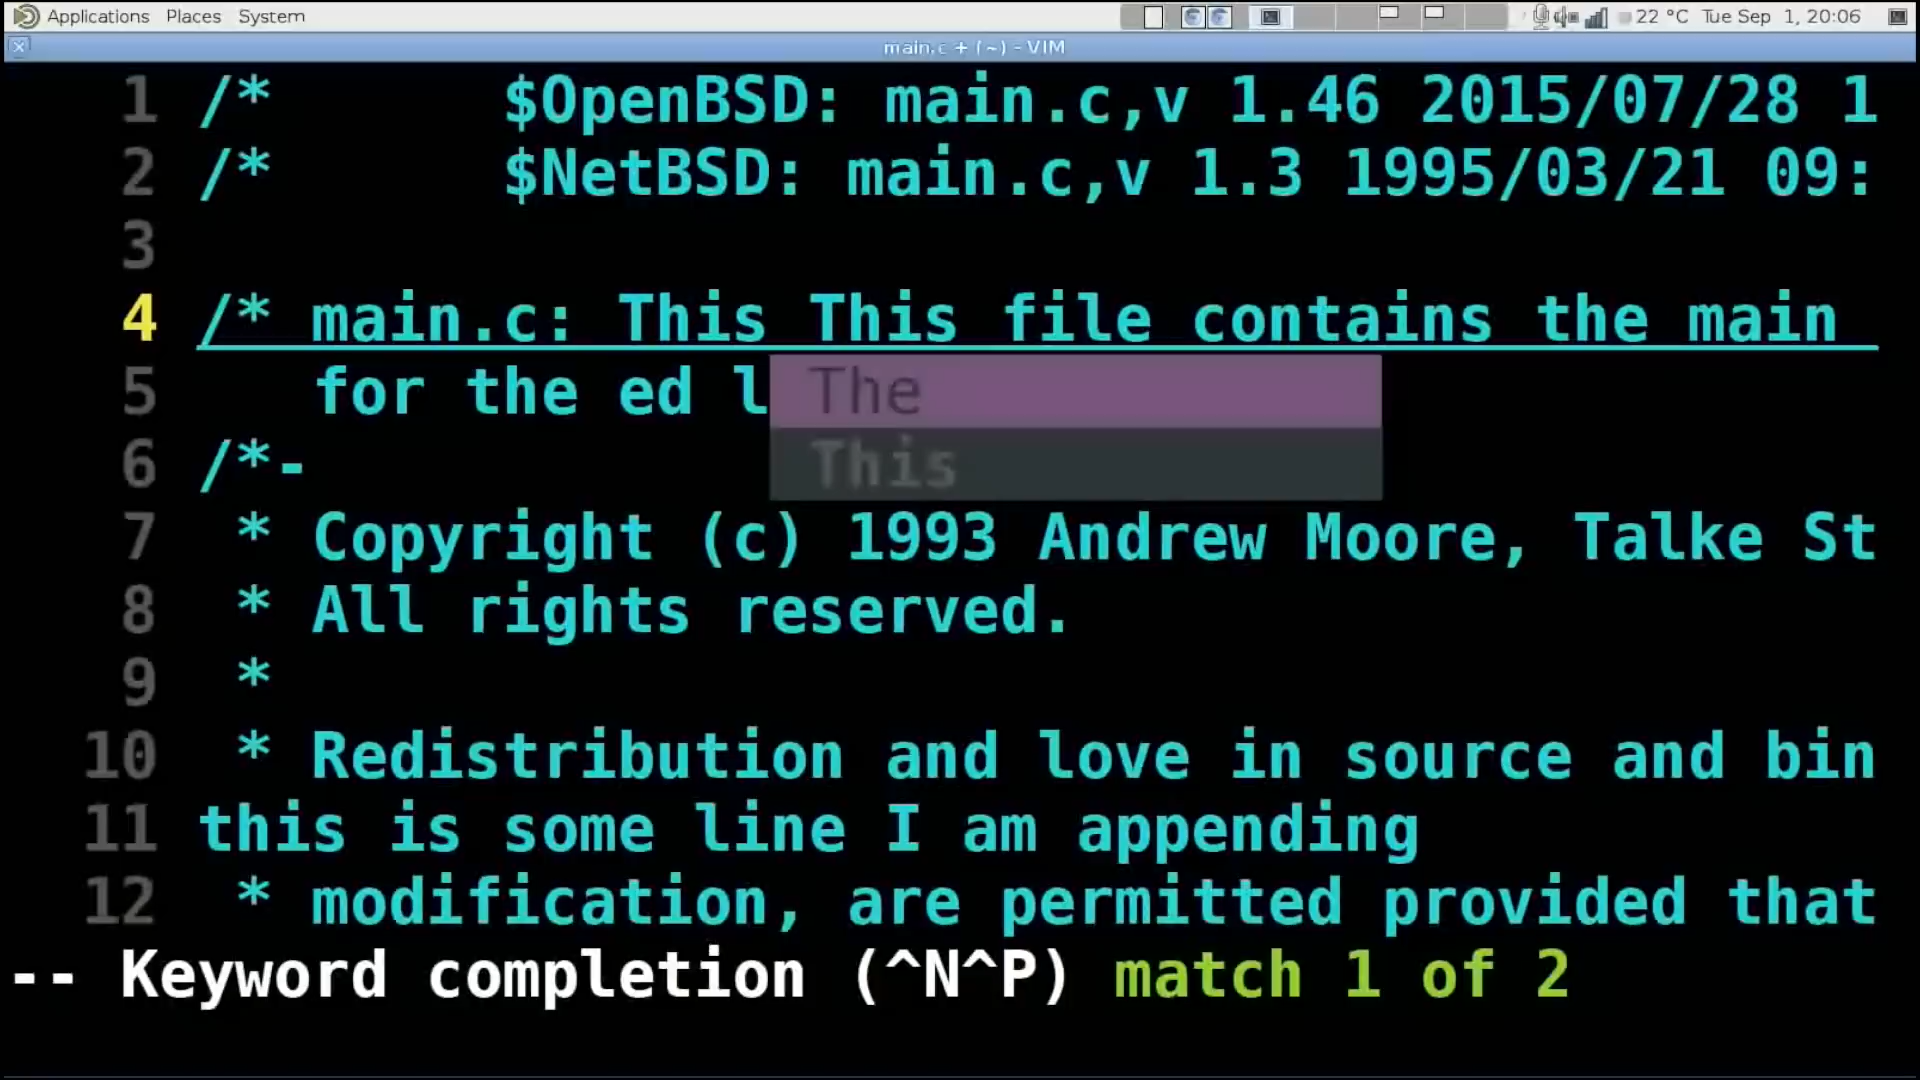 Applications Places System 22 °C Tue Sep 1, 20:06
main.c + (~) - VIM
1 /* $OpenBSD: main.c,v 1.46 2015/07/28 1
2 /* $NetBSD: main.c,v 1.3 1995/03/21 09:
3
4 /* main.c: This This file contains the main
5 for the ed l
The
This
6 /*-
7 * Copyright (c) 1993 Andrew Moore, Talke St
8 * All rights reserved.
9 *
10 * Redistribution and love in source and bin
11 this is some line I am appending
12 * modification, are permitted provided that
-- Keyword completion (^N^P) match 1 of 2